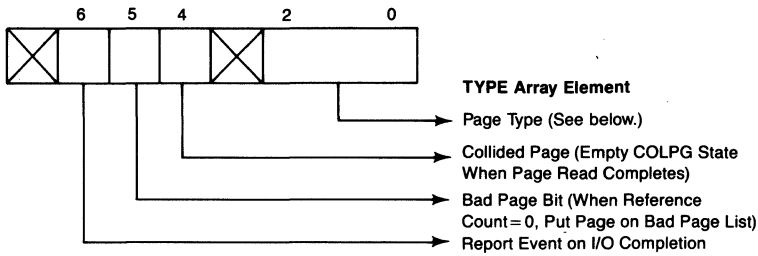 6 5 4 2 0
TYPE Array Element
Page Type (See below.)
Collided Page (Empty COLPG State
When Page Read Completes)
Bad Page Bit (When Reference
Count=0, Put Page on Bad Page List)
Report Event on I/O Completion